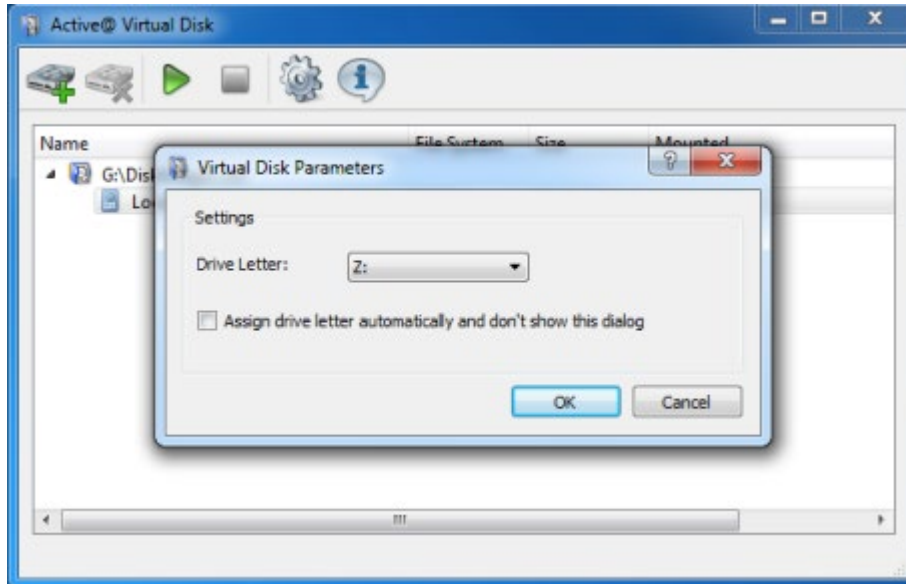 Active@ Virtual Disk
Name File System Size Mounted
Virtual Disk Parameters
G:\Disk
Settings
Drive Letter: Z:
Assign drive letter automatically and don't show this dialog
OK Cancel